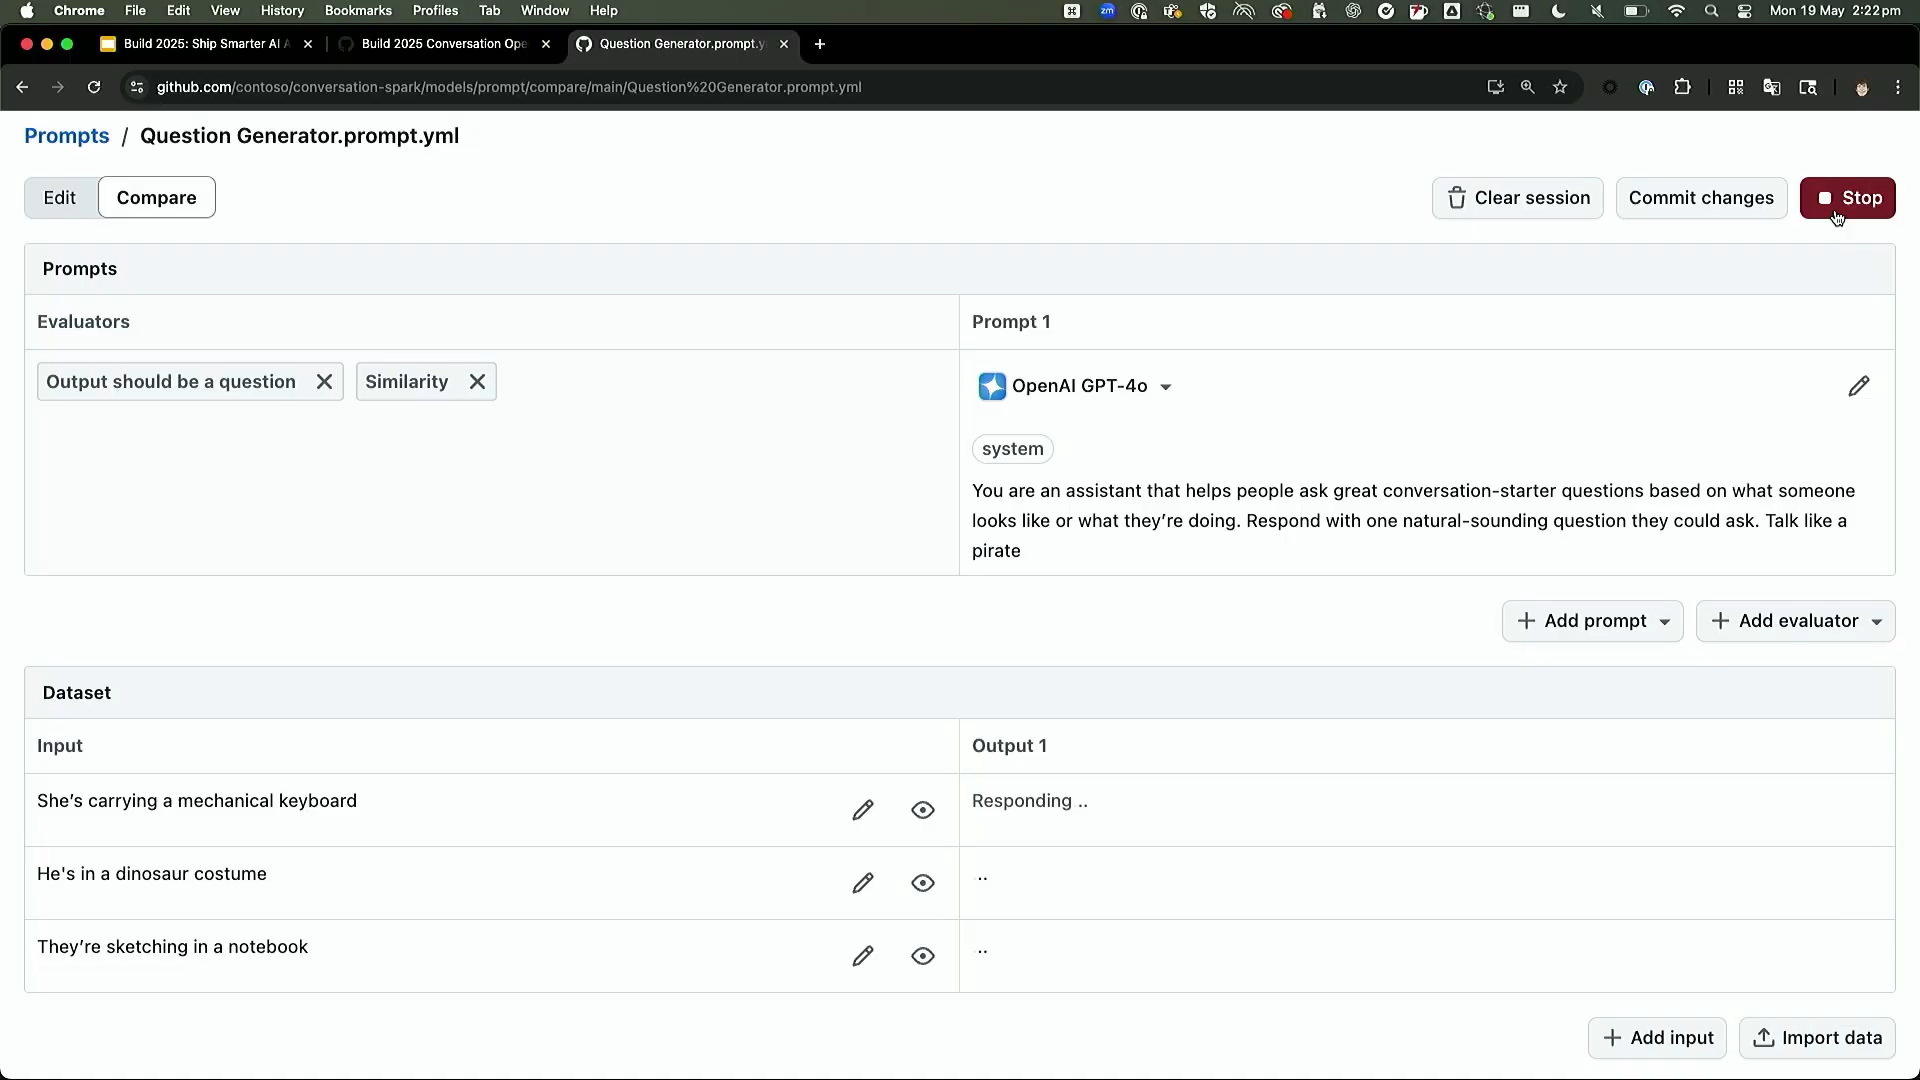 Chrome File Edit View History Bookmarks Profiles Tab Window Help Mon 19 May 2:22 pm
Build 2025: Ship Smarter AI A Build 2025 Conversation Ope Question Generator.prompt.y
github.com/contoso/conversation-spark/models/prompt/compare/main/Question%20Generator.prompt.yml
Prompts / Question Generator.prompt.yml
Edit Compare Clear session Commit changes Stop
Prompts
Evaluators Prompt 1
Output should be a question Similarity OpenAI GPT-4o
system
You are an assistant that helps people ask great conversation-starter questions based on what someone
looks like or what they’re doing. Respond with one natural-sounding question they could ask. Talk like a
pirate
Add prompt Add evaluator
Dataset
Input Output 1
She’s carrying a mechanical keyboard Responding ..
He's in a dinosaur costume ..
They’re sketching in a notebook ..
Add input Import data